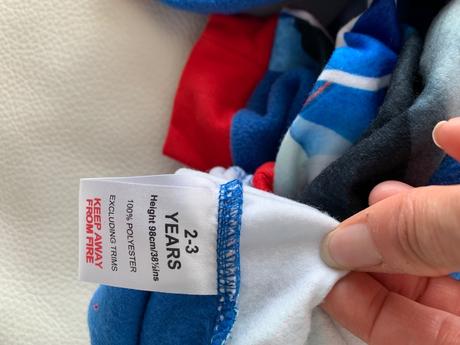 2-3
YEARS
Height 98cm/38½ins
100% POLYESTER
EXCLUDING TRIMS
KEEP AWAY
FROM FIRE